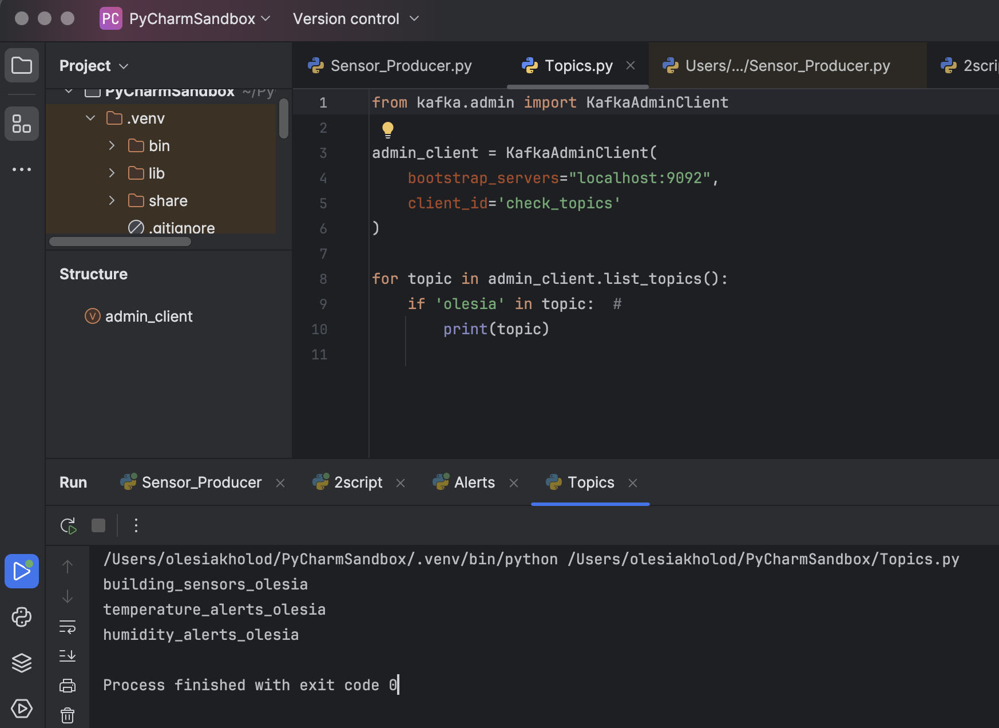 PC PyCharmSandbox Version control
Project
Sensor_Producer.py Topics.py Users/.../Sensor_Producer.py 2scri
PyCharmSandbox ~/Py
.venv
bin
lib
share
.gitignore
Structure
admin_client
1 from kafka.admin import KafkaAdminClient
2
3 admin_client = KafkaAdminClient(
4 bootstrap_servers="localhost:9092",
5 client_id='check_topics'
6 )
7
8 for topic in admin_client.list_topics():
9 if 'olesia' in topic: #
10 print(topic)
11
Run Sensor_Producer 2script Alerts Topics
/Users/olesiakholod/PyCharmSandbox/.venv/bin/python /Users/olesiakholod/PyCharmSandbox/Topics.py
building_sensors_olesia
temperature_alerts_olesia
humidity_alerts_olesia
Process finished with exit code 0